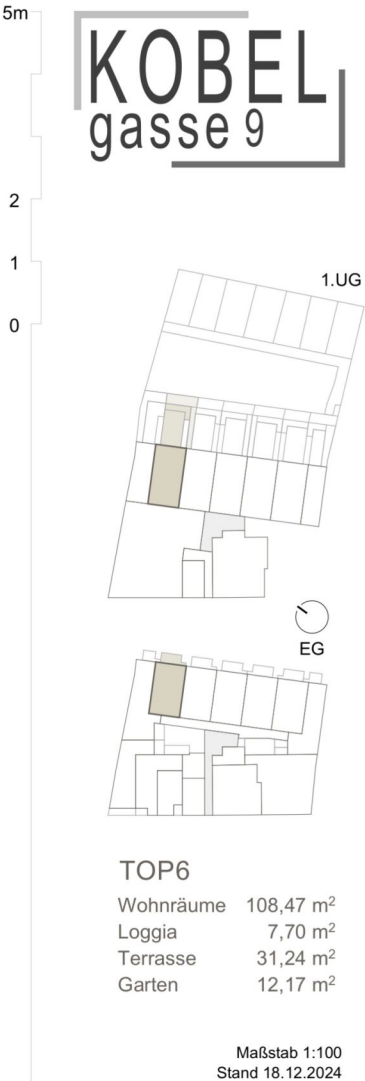 5m
KOBEL
gasse 9
2
1
0
1.UG
EG
TOP6
Wohnräume 108,47 m²
Loggia 7,70 m²
Terrasse 31,24 m²
Garten 12,17 m²
Maßstab 1:100
Stand 18.12.2024